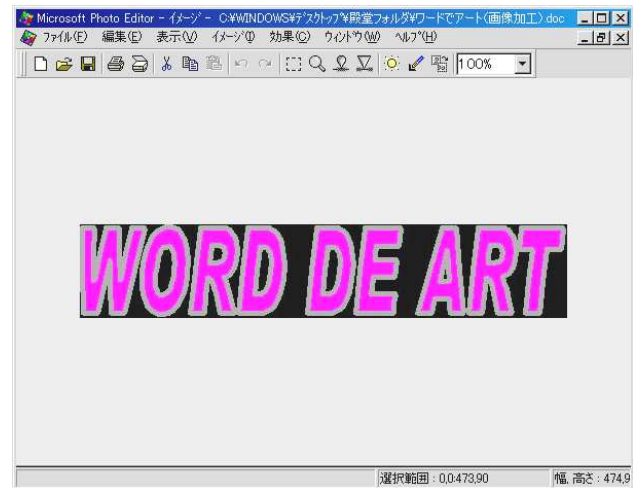 Microsoft Photo Editor - ｲﾒｰｼﾞ - C:¥WINDOWS¥ﾃﾞｽｸﾄｯﾌﾟ¥殿堂フォルダ¥ワードでアート(画像加工).doc
ﾌｧｲﾙ(F) 編集(E) 表示(V) ｲﾒｰｼﾞ(I) 効果(C) ｳｨﾝﾄﾞｳ(W) ﾍﾙﾌﾟ(H)
100%
WORD DE ART
選択範囲 : 0,0:473,90 幅, 高さ : 474,9